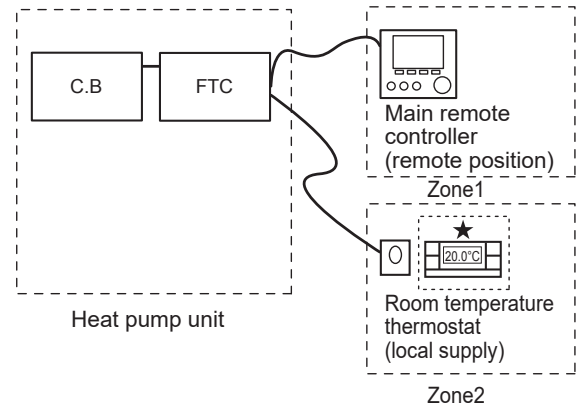 C.B
FTC
Heat pump unit
Main remote
controller
(remote position)
Zone1
20.0°C
Room temperature
thermostat
(local supply)
Zone2